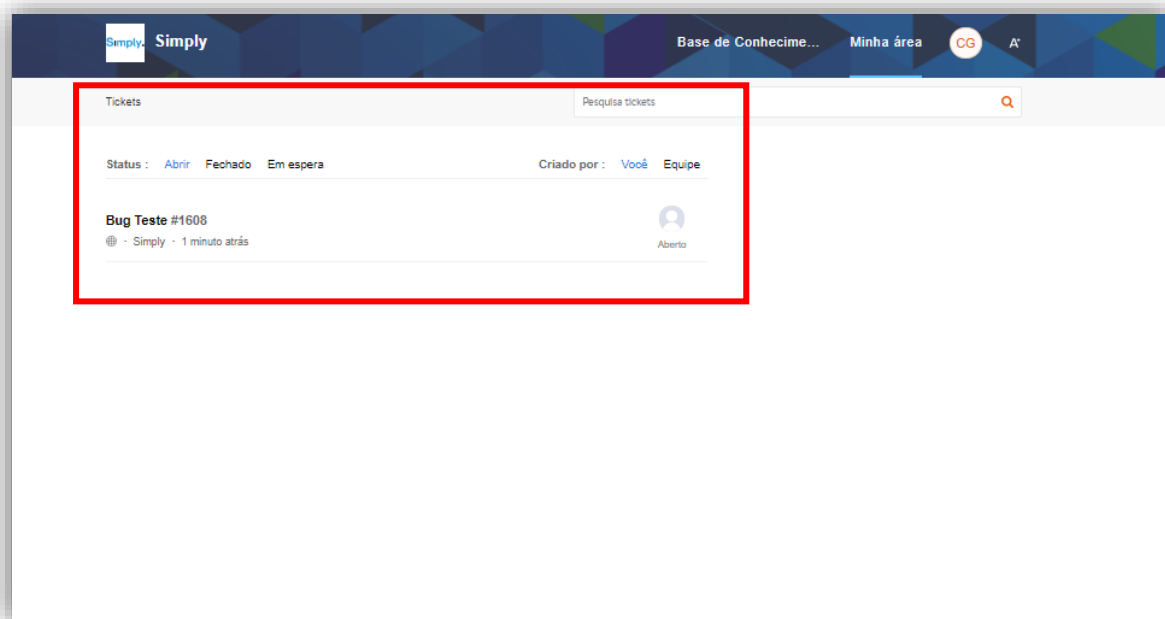 Simply. Simply Base de Conhecime... Minha área CG A
Tickets Pesquisa tickets
Status : Abrir Fechado Em espera Criado por : Você Equipe
Bug Teste #1608
· Simply · 1 minuto atrás
Aberto